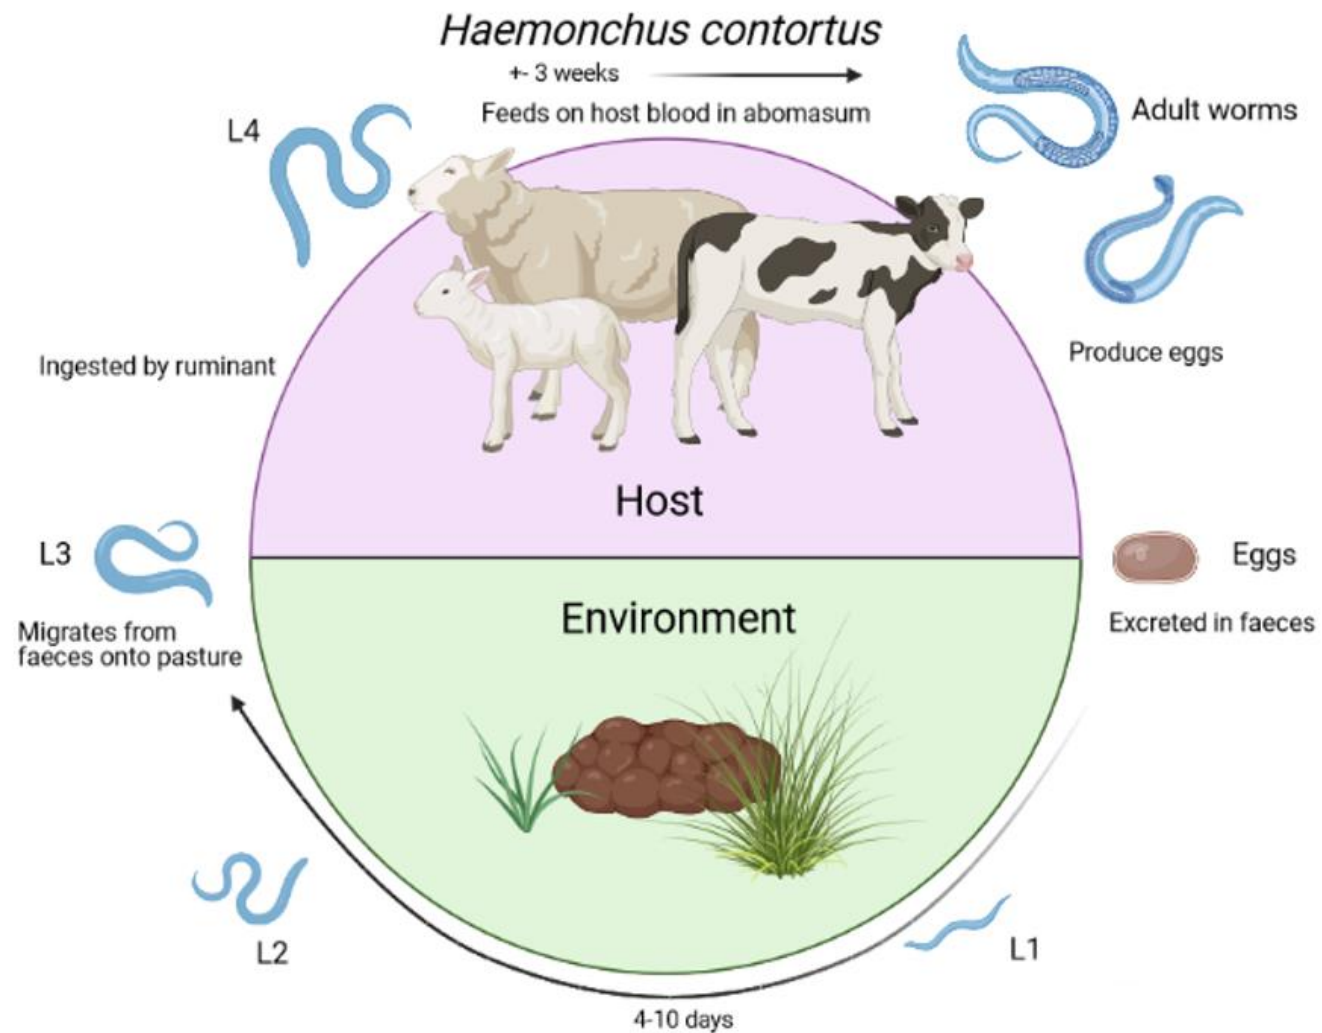 Haemonchus contortus
+- 3 weeks
Feeds on host blood in abomasum
L4
Adult worms
Ingested by ruminant
Produce eggs
Host
L3
Eggs
Migrates from
faeces onto pasture
Environment
Excreted in faeces
L2
L1
4-10 days